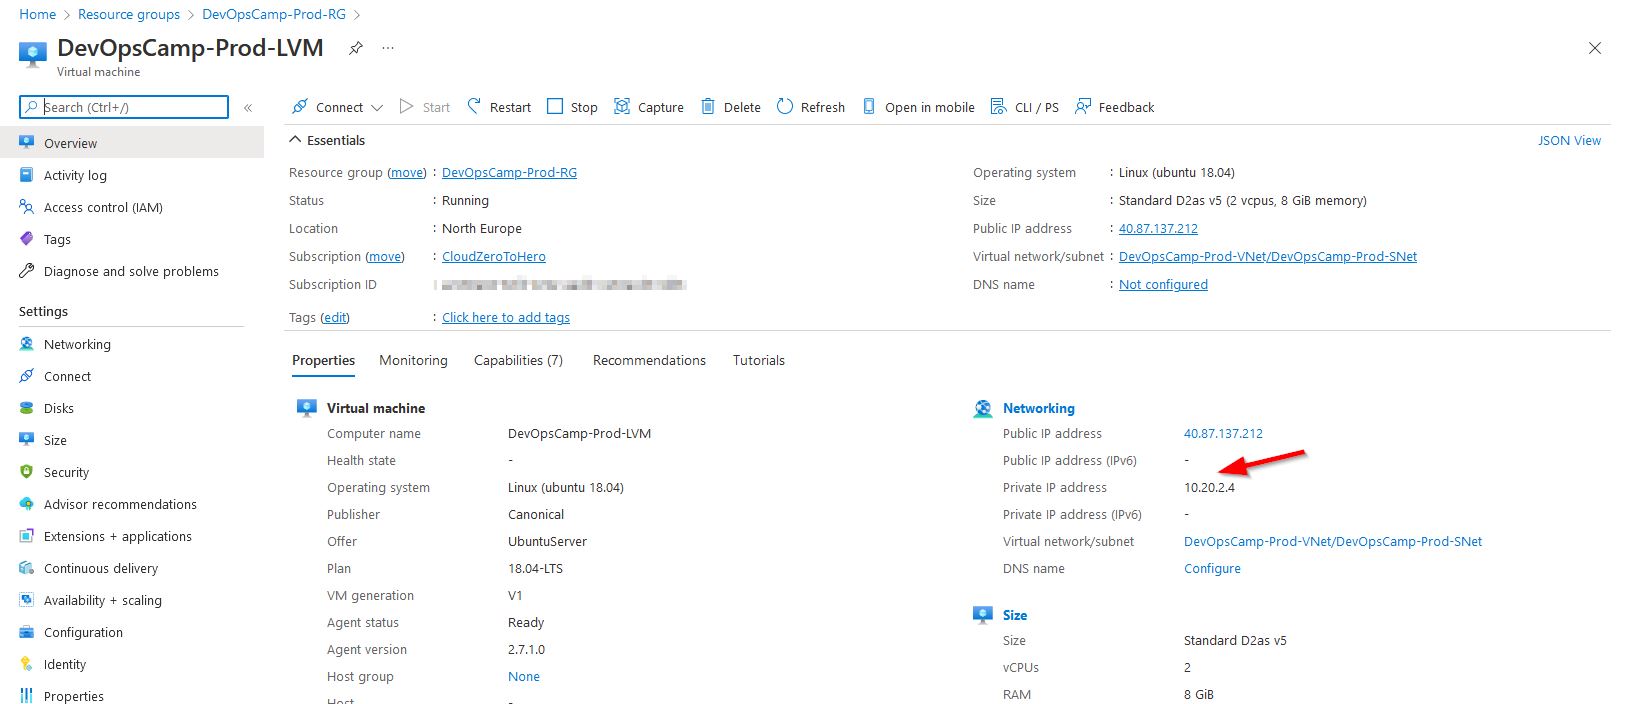 Home > Resource groups > DevOpsCamp-Prod-RG >
DevOpsCamp-Prod-LVM ...
Virtual machine
Search (Ctrl+/) «
Connect Start Restart Stop Capture Delete Refresh Open in mobile CLI / PS Feedback
Overview
Activity log
Access control (IAM)
Tags
Diagnose and solve problems
Settings
Networking
Connect
Disks
Size
Security
Advisor recommendations
Extensions + applications
Continuous delivery
Availability + scaling
Configuration
Identity
Properties
Essentials JSON View
Resource group (move) : DevOpsCamp-Prod-RG
Status : Running
Location : North Europe
Subscription (move) : CloudZeroToHero
Subscription ID
Tags (edit) : Click here to add tags
Operating system : Linux (ubuntu 18.04)
Size : Standard D2as v5 (2 vcpus, 8 GiB memory)
Public IP address : 40.87.137.212
Virtual network/subnet : DevOpsCamp-Prod-VNet/DevOpsCamp-Prod-SNet
DNS name : Not configured
Properties Monitoring Capabilities (7) Recommendations Tutorials
Virtual machine
Computer name DevOpsCamp-Prod-LVM
Health state -
Operating system Linux (ubuntu 18.04)
Publisher Canonical
Offer UbuntuServer
Plan 18.04-LTS
VM generation V1
Agent status Ready
Agent version 2.7.1.0
Host group None
Host -
Networking
Public IP address 40.87.137.212
Public IP address (IPv6) -
Private IP address 10.20.2.4
Private IP address (IPv6) -
Virtual network/subnet DevOpsCamp-Prod-VNet/DevOpsCamp-Prod-SNet
DNS name Configure
Size
Size Standard D2as v5
vCPUs 2
RAM 8 GiB